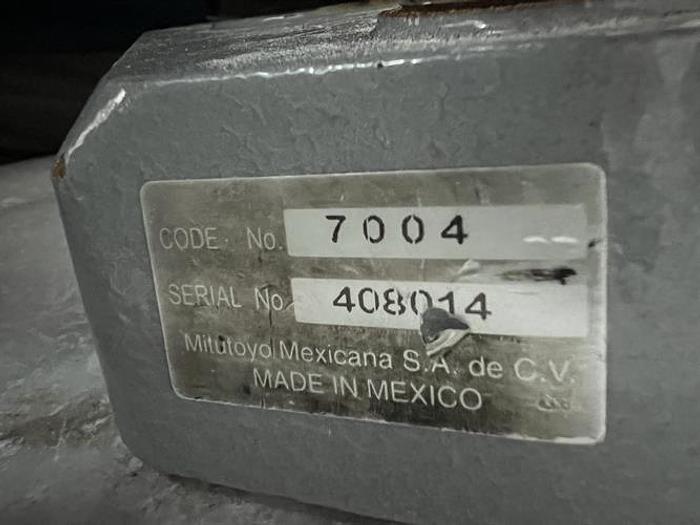 CODE No. 7004
SERIAL No 408014
Mitutoyo Mexicana S.A. de C.V.
MADE IN MEXICO